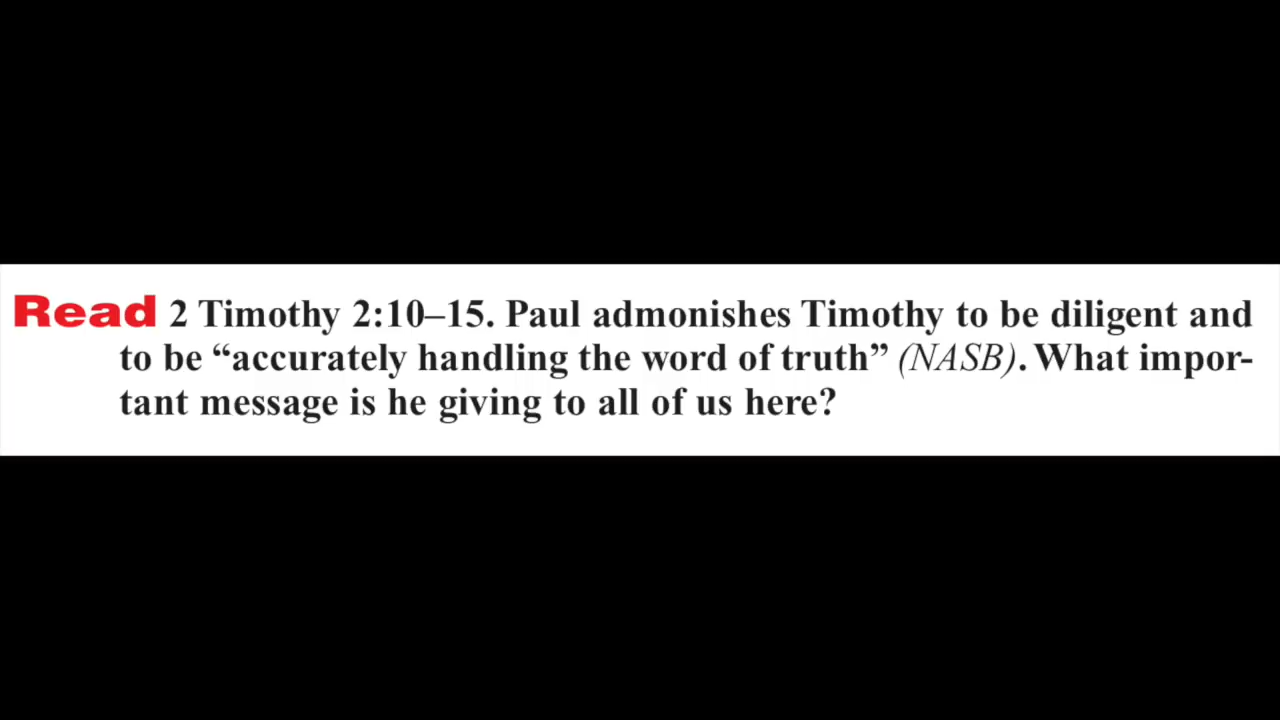 Read 2 Timothy 2:10–15. Paul admonishes Timothy to be diligent and
to be “accurately handling the word of truth” (NASB). What impor-
tant message is he giving to all of us here?